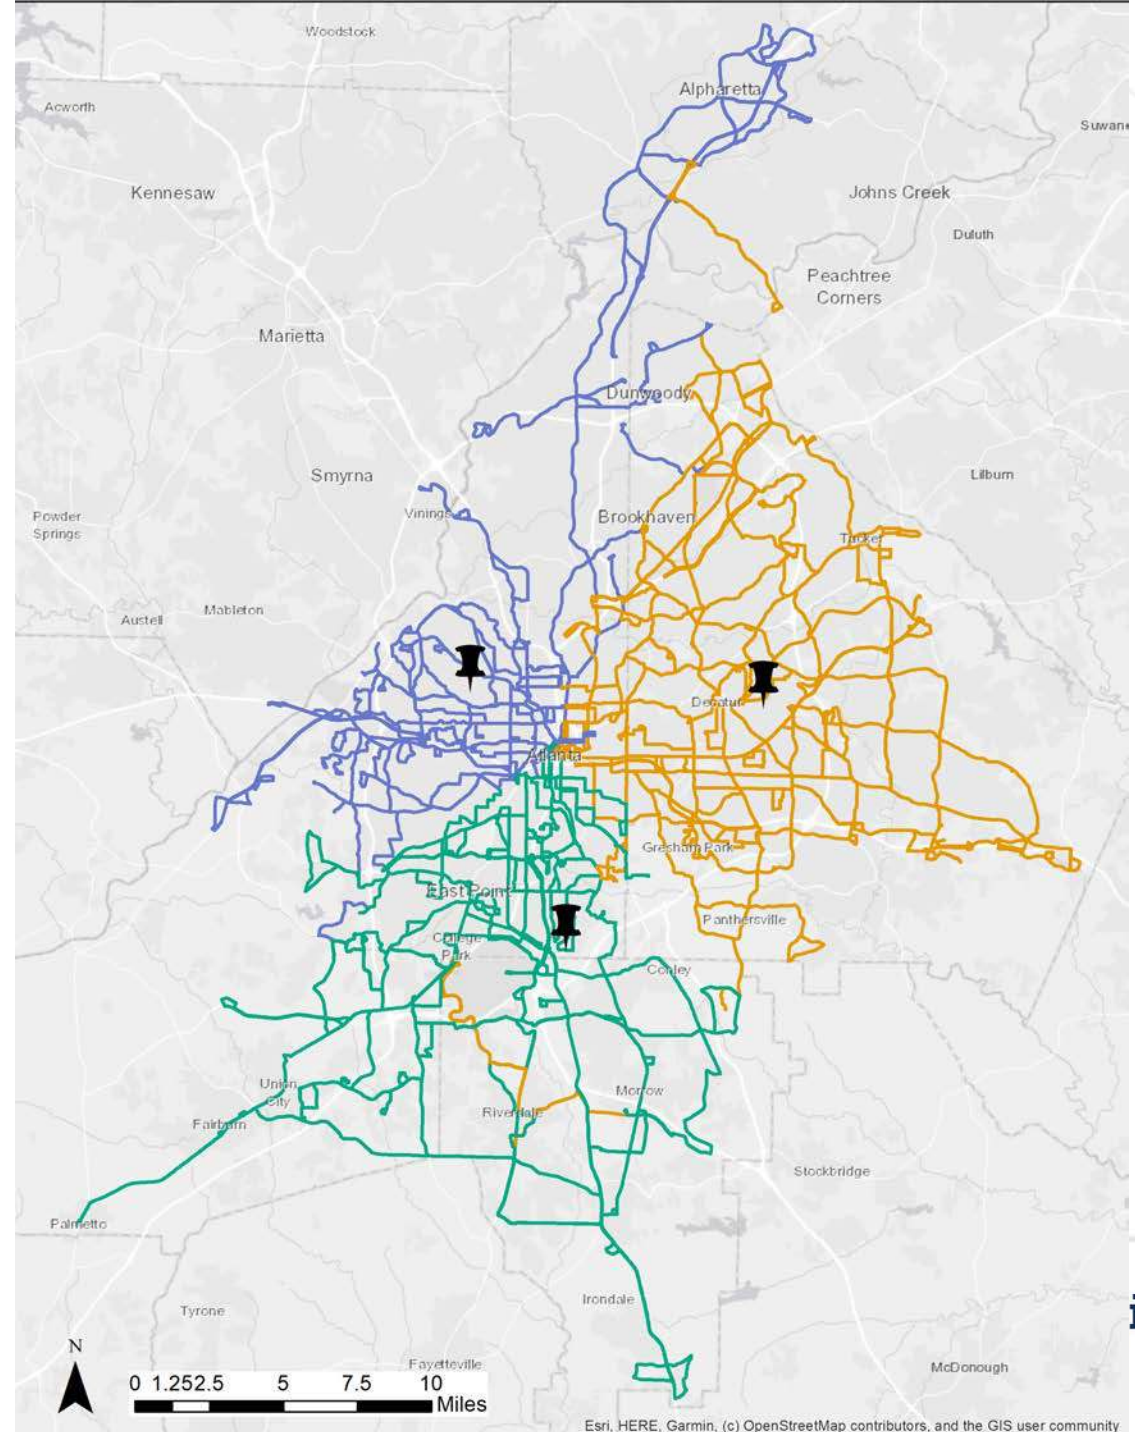 Woodstock
Alpharetta
Acworth
Suwan
Kennesaw
Johns Creek
Duluth
Peachtree
Corners
Marietta
Dunwoody
Smyrna
Lilburn
Powder
Springs
Vinings
Brookhaven
Tucker
Mableton
Austell
Decatur
Atlanta
Gresham Park
East Point
Panthersville
College
Park
Conley
Union
City
Morrow
Riverdale
Fairburn
Stockbridge
Palmetto
Irondale
Tyrone
N
Fayetteville
McDonough
0 1.25 2.5 5 7.5 10
Miles
Esri, HERE, Garmin, (c) OpenStreetMap contributors, and the GIS user community